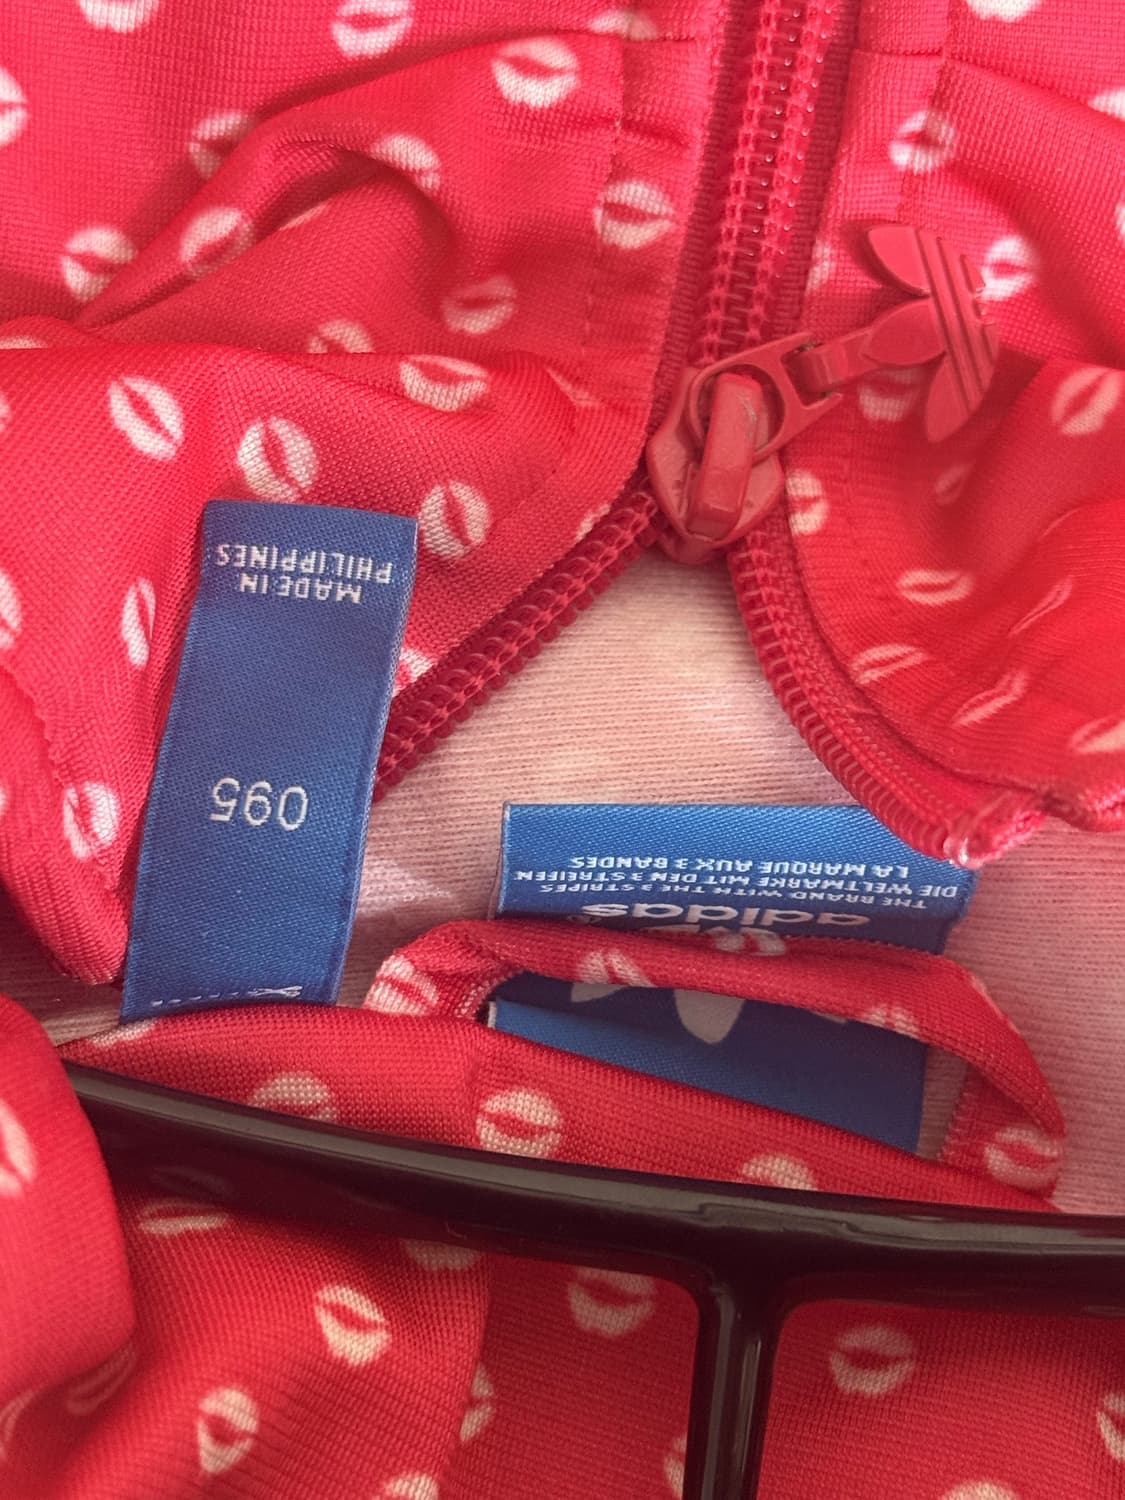 adidas®
THE BRAND WITH THE 3 STRIPES
DIE WELTMARKE MIT DEN 3 STREIFEN
LA MARQUE AUX 3 BANDES
095
MADE IN
PHILIPPINES